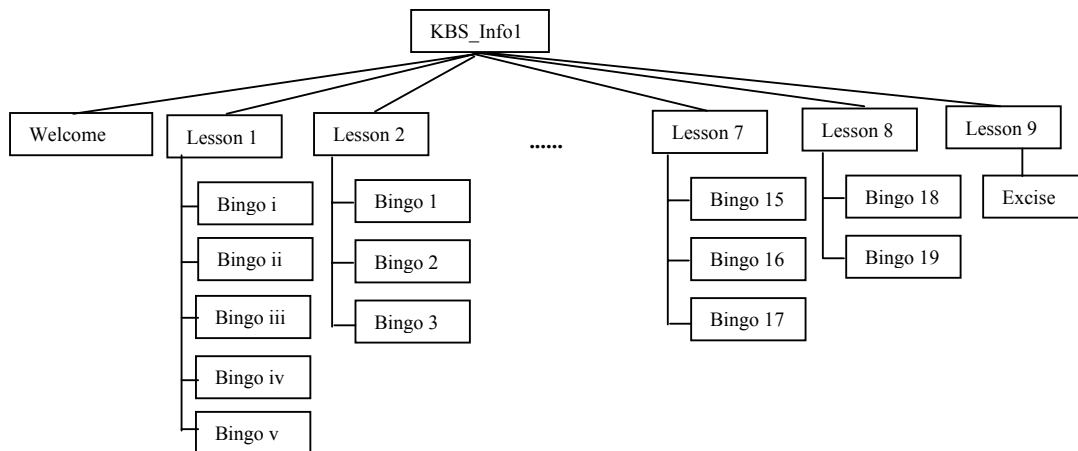 KBS_Info1
Welcome
Lesson 1
Lesson 2
......
Lesson 7
Lesson 8
Lesson 9
Bingo i
Bingo ii
Bingo iii
Bingo iv
Bingo v
Bingo 1
Bingo 2
Bingo 3
Bingo 15
Bingo 16
Bingo 17
Bingo 18
Bingo 19
Excise